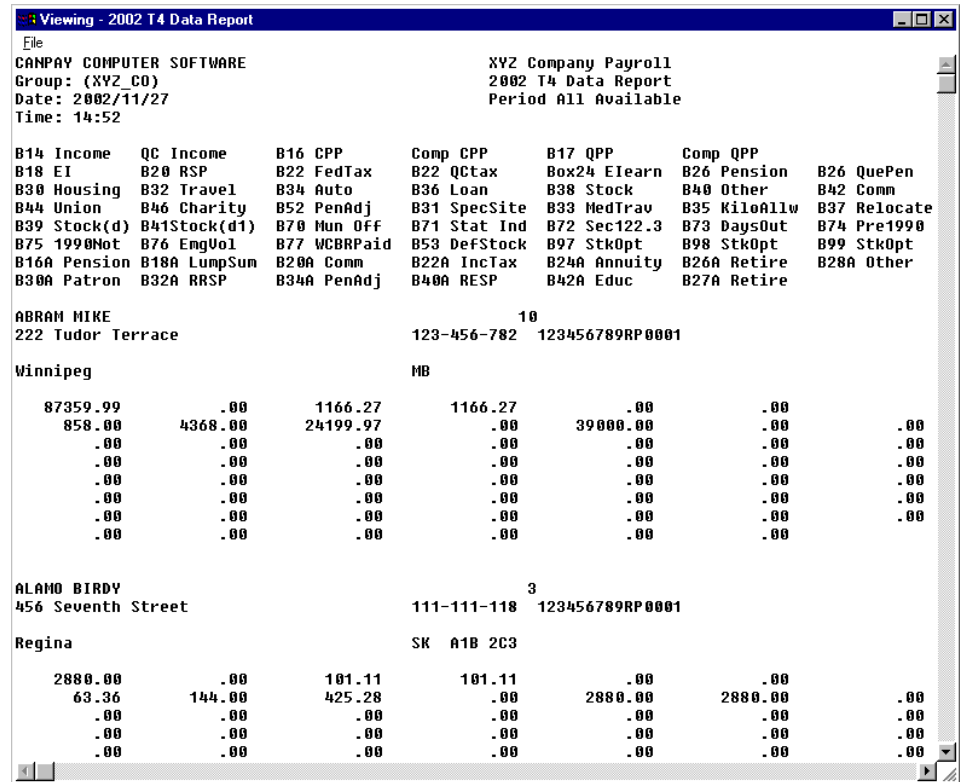 Viewing - 2002 T4 Data Report
File
CANPAY COMPUTER SOFTWARE XYZ Company Payroll
Group: (XYZ_CO) 2002 T4 Data Report
Date: 2002/11/27 Period All Available
Time: 14:52
B14 Income QC Income B16 CPP Comp CPP B17 QPP Comp QPP
B18 EI B20 RSP B22 FedTax B22 QCtax Box24 EIearn B26 Pension B26 QuePen
B30 Housing B32 Travel B34 Auto B36 Loan B38 Stock B40 Other B42 Comm
B44 Union B46 Charity B52 PenAdj B31 SpecSite B33 MedTrav B35 KiloAllw B37 Relocate
B39 Stock(d) B41Stock(d1) B70 Mun Off B71 Stat Ind B72 Sec122.3 B73 DaysOut B74 Pre1990
B75 1990Not B76 EmgVol B77 WCBRPaid B53 DefStock B97 StkOpt B98 StkOpt B99 StkOpt
B16A Pension B18A LumpSum B20A Comm B22A IncTax B24A Annuity B26A Retire B28A Other
B30A Patron B32A RRSP B34A PenAdj B40A RESP B42A Educ B27A Retire
ABRAM MIKE 10
222 Tudor Terrace 123-456-782 123456789RP0001
Winnipeg MB
87359.99 .00 1166.27 1166.27 .00 .00
858.00 4368.00 24199.97 .00 39000.00 .00 .00
.00 .00 .00 .00 .00 .00 .00
.00 .00 .00 .00 .00 .00 .00
.00 .00 .00 .00 .00 .00 .00
.00 .00 .00 .00 .00 .00 .00
.00 .00 .00 .00 .00 .00 .00
.00 .00 .00 .00 .00 .00
ALAMO BIRDY 3
456 Seventh Street 111-111-118 123456789RP0001
Regina SK A1B 2C3
2880.00 .00 101.11 101.11 .00 .00
63.36 144.00 425.28 .00 2880.00 2880.00 .00
.00 .00 .00 .00 .00 .00 .00
.00 .00 .00 .00 .00 .00 .00
.00 .00 .00 .00 .00 .00 .00